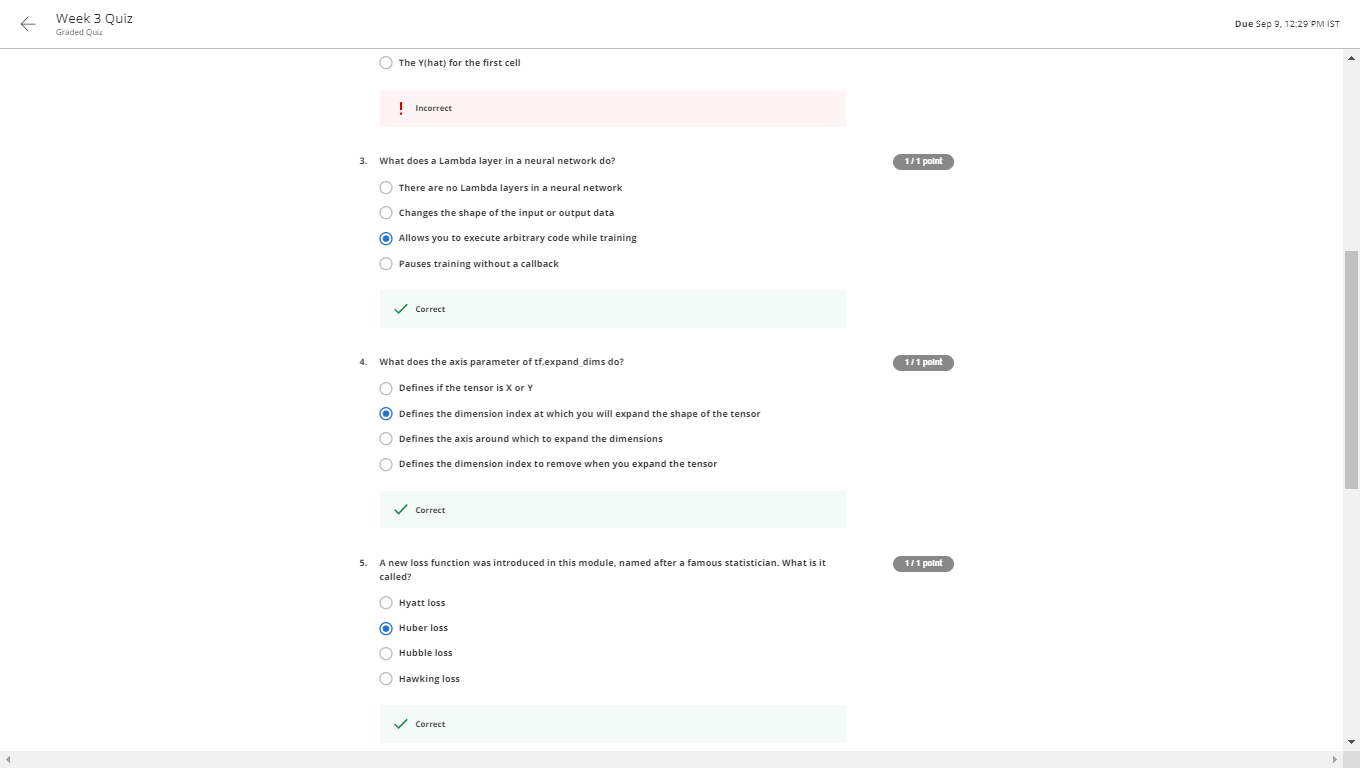 Week 3 Quiz
Graded Quiz
Due Sep 9, 12:29 PM IST
The Y(hat) for the first cell
Incorrect
3. What does a Lambda layer in a neural network do?
1 / 1 point
There are no Lambda layers in a neural network
Changes the shape of the input or output data
Allows you to execute arbitrary code while training
Pauses training without a callback
Correct
4. What does the axis parameter of tf.expand_dims do?
1 / 1 point
Defines if the tensor is X or Y
Defines the dimension index at which you will expand the shape of the tensor
Defines the axis around which to expand the dimensions
Defines the dimension index to remove when you expand the tensor
Correct
5. A new loss function was introduced in this module, named after a famous statistician. What is it
called?
1 / 1 point
Hyatt loss
Huber loss
Hubble loss
Hawking loss
Correct